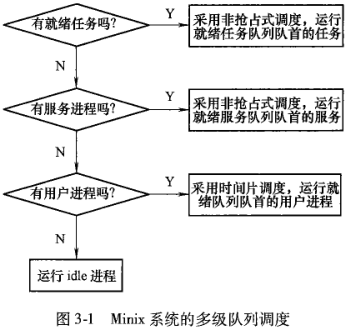 有就绪任务吗?
Y
采用非抢占式调度，运行
就绪任务队列队首的任务
N
有服务进程吗?
Y
采用非抢占式调度，运行
就绪服务队列队首的服务
N
有用户进程吗?
Y
采用时间片调度，运行就
绪队列队首的用户进程
N
运行 idle 进程
图 3-1 Minix 系统的多级队列调度